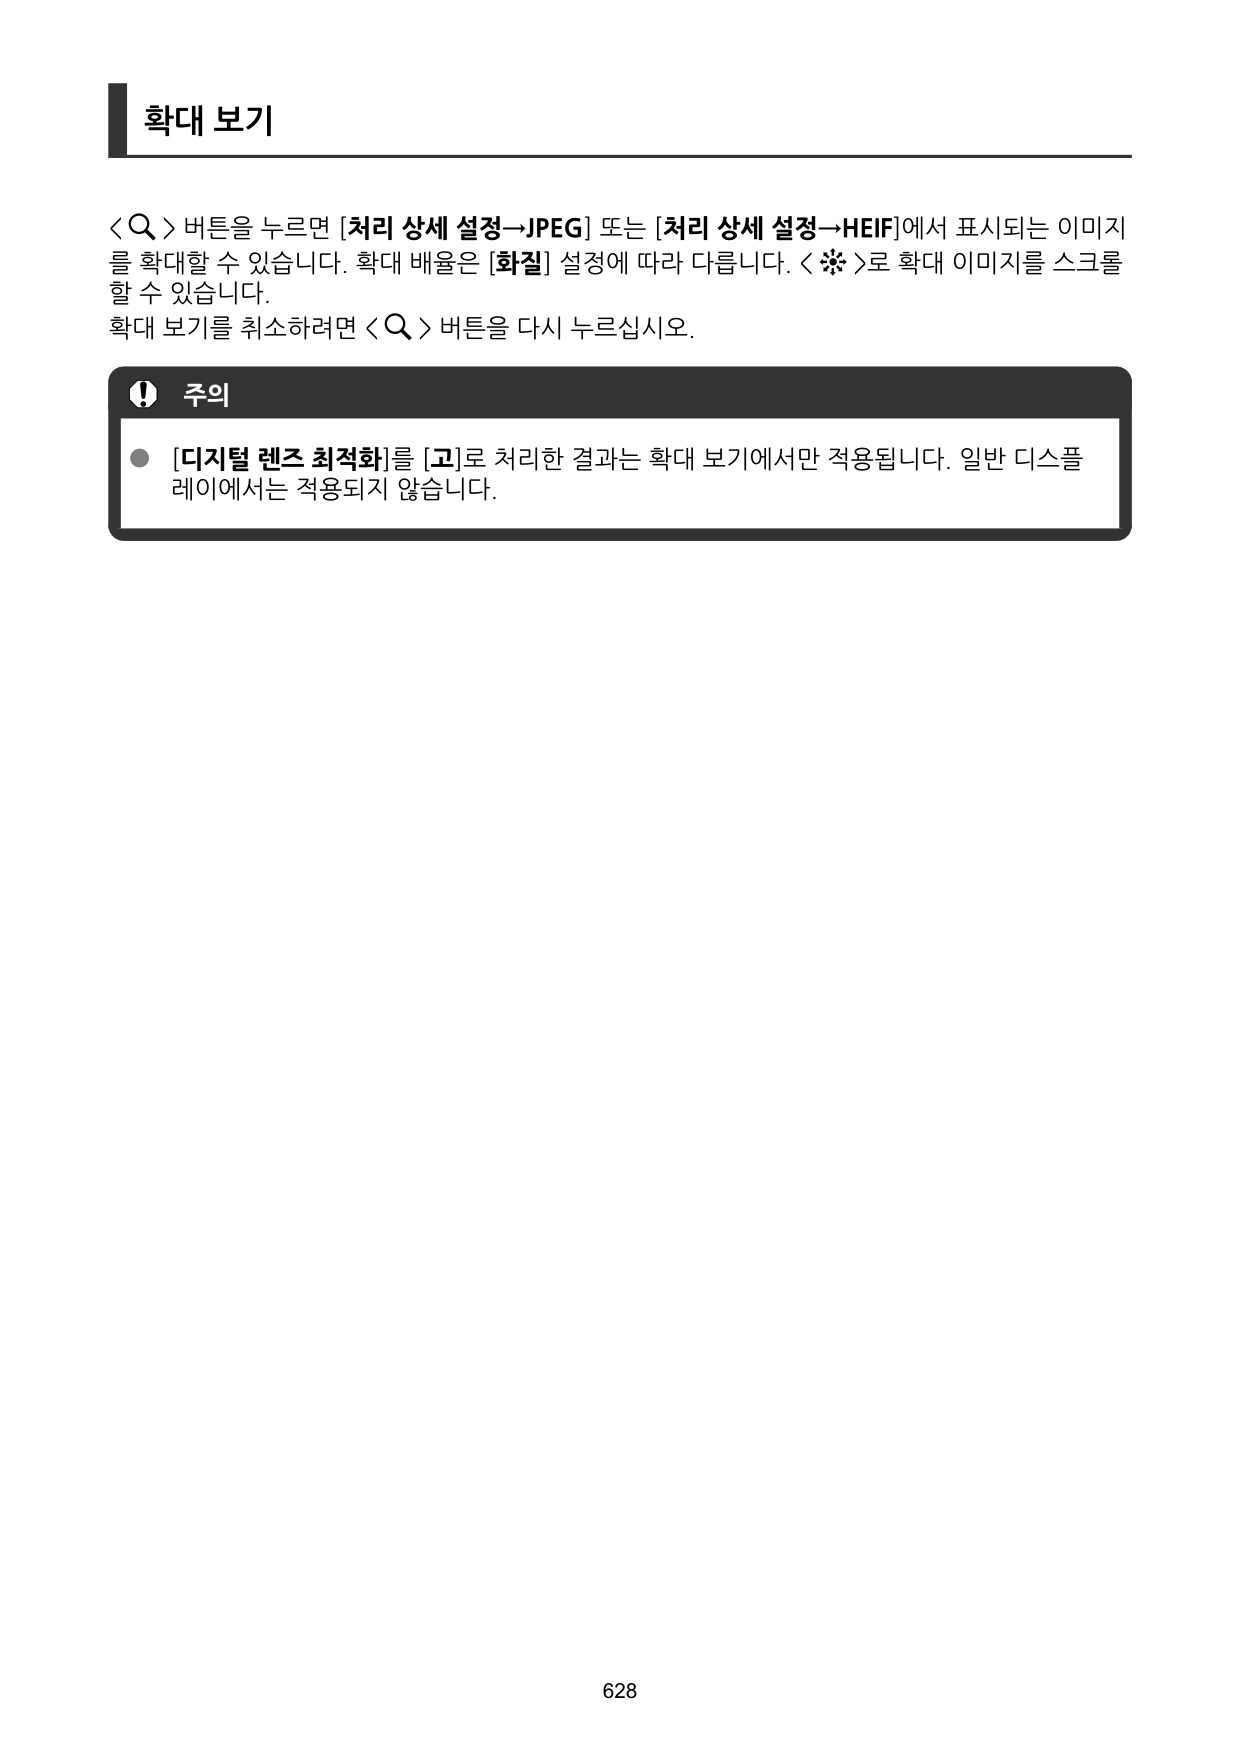 확대 보기
< > 버튼을 누르면 [처리 상세 설정→JPEG] 또는 [처리 상세 설정→HEIF]에서 표시되는 이미지
를 확대할 수 있습니다. 확대 배율은 [화질] 설정에 따라 다릅니다. < >로 확대 이미지를 스크롤
할 수 있습니다.
확대 보기를 취소하려면 < > 버튼을 다시 누르십시오.
주의
● [디지털 렌즈 최적화]를 [고]로 처리한 결과는 확대 보기에서만 적용됩니다. 일반 디스플
레이에서는 적용되지 않습니다.
628